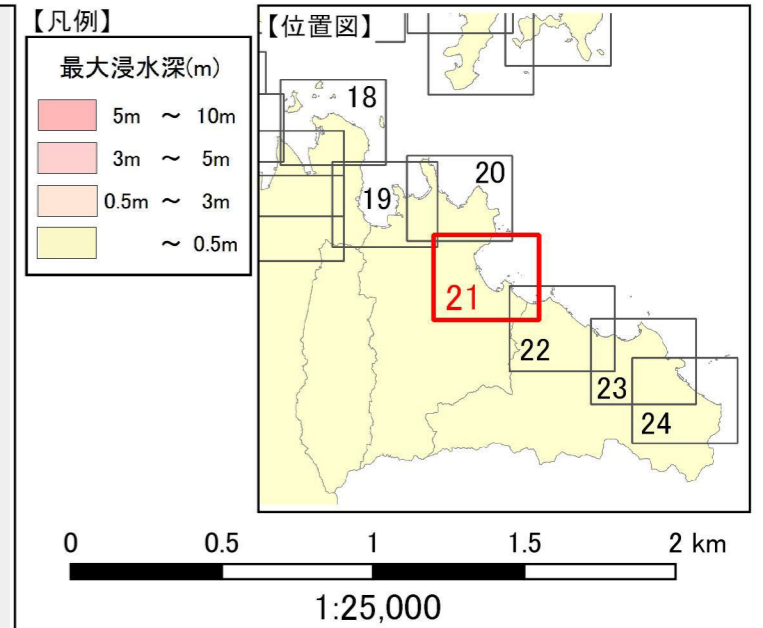 【凡例】
最大浸水深(m)
5m ～ 10m
3m ～ 5m
0.5m ～ 3m
～ 0.5m
【位置図】
18
19
20
21
22
23
24
0 0.5 1 1.5 2 km
1:25,000